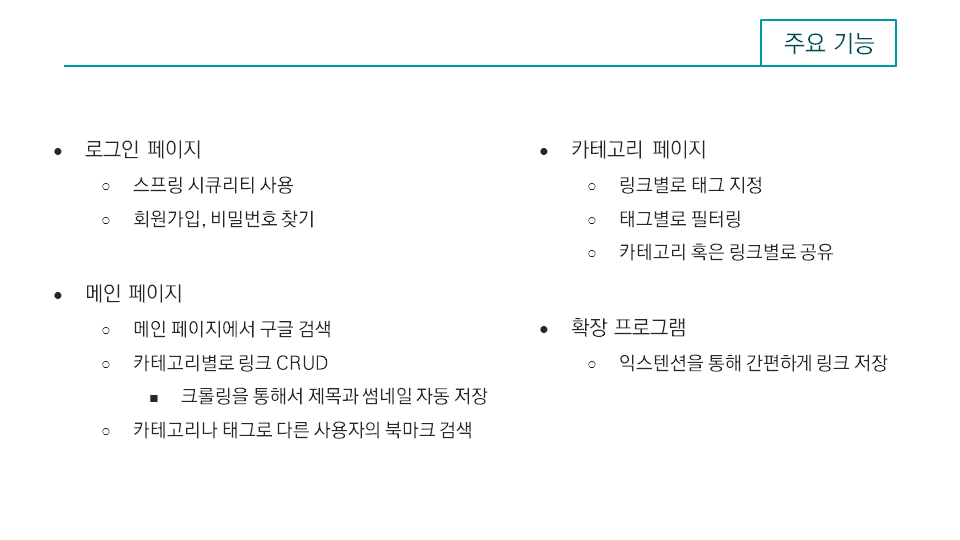 주요 기능
● 로그인 페이지
○ 스프링 시큐리티 사용
○ 회원가입, 비밀번호 찾기
● 메인 페이지
○ 메인 페이지에서 구글 검색
○ 카테고리별로 링크 CRUD
■ 크롤링을 통해서 제목과 썸네일 자동 저장
○ 카테고리나 태그로 다른 사용자의 북마크 검색
● 카테고리 페이지
○ 링크별로 태그 지정
○ 태그별로 필터링
○ 카테고리 혹은 링크별로 공유
● 확장 프로그램
○ 익스텐션을 통해 간편하게 링크 저장